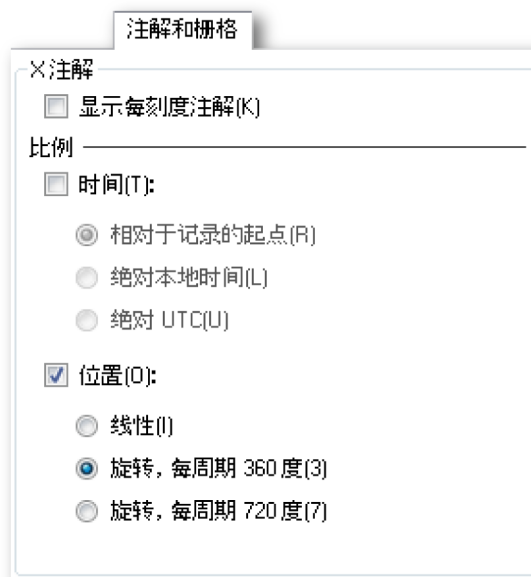 注解和栅格
X注解
显示每刻度注解(K)
比例
时间(T):
相对于记录的起点(R)
绝对本地时间(L)
绝对 UTC(U)
位置(O):
线性(I)
旋转，每周期 360 度(3)
旋转，每周期 720 度(7)